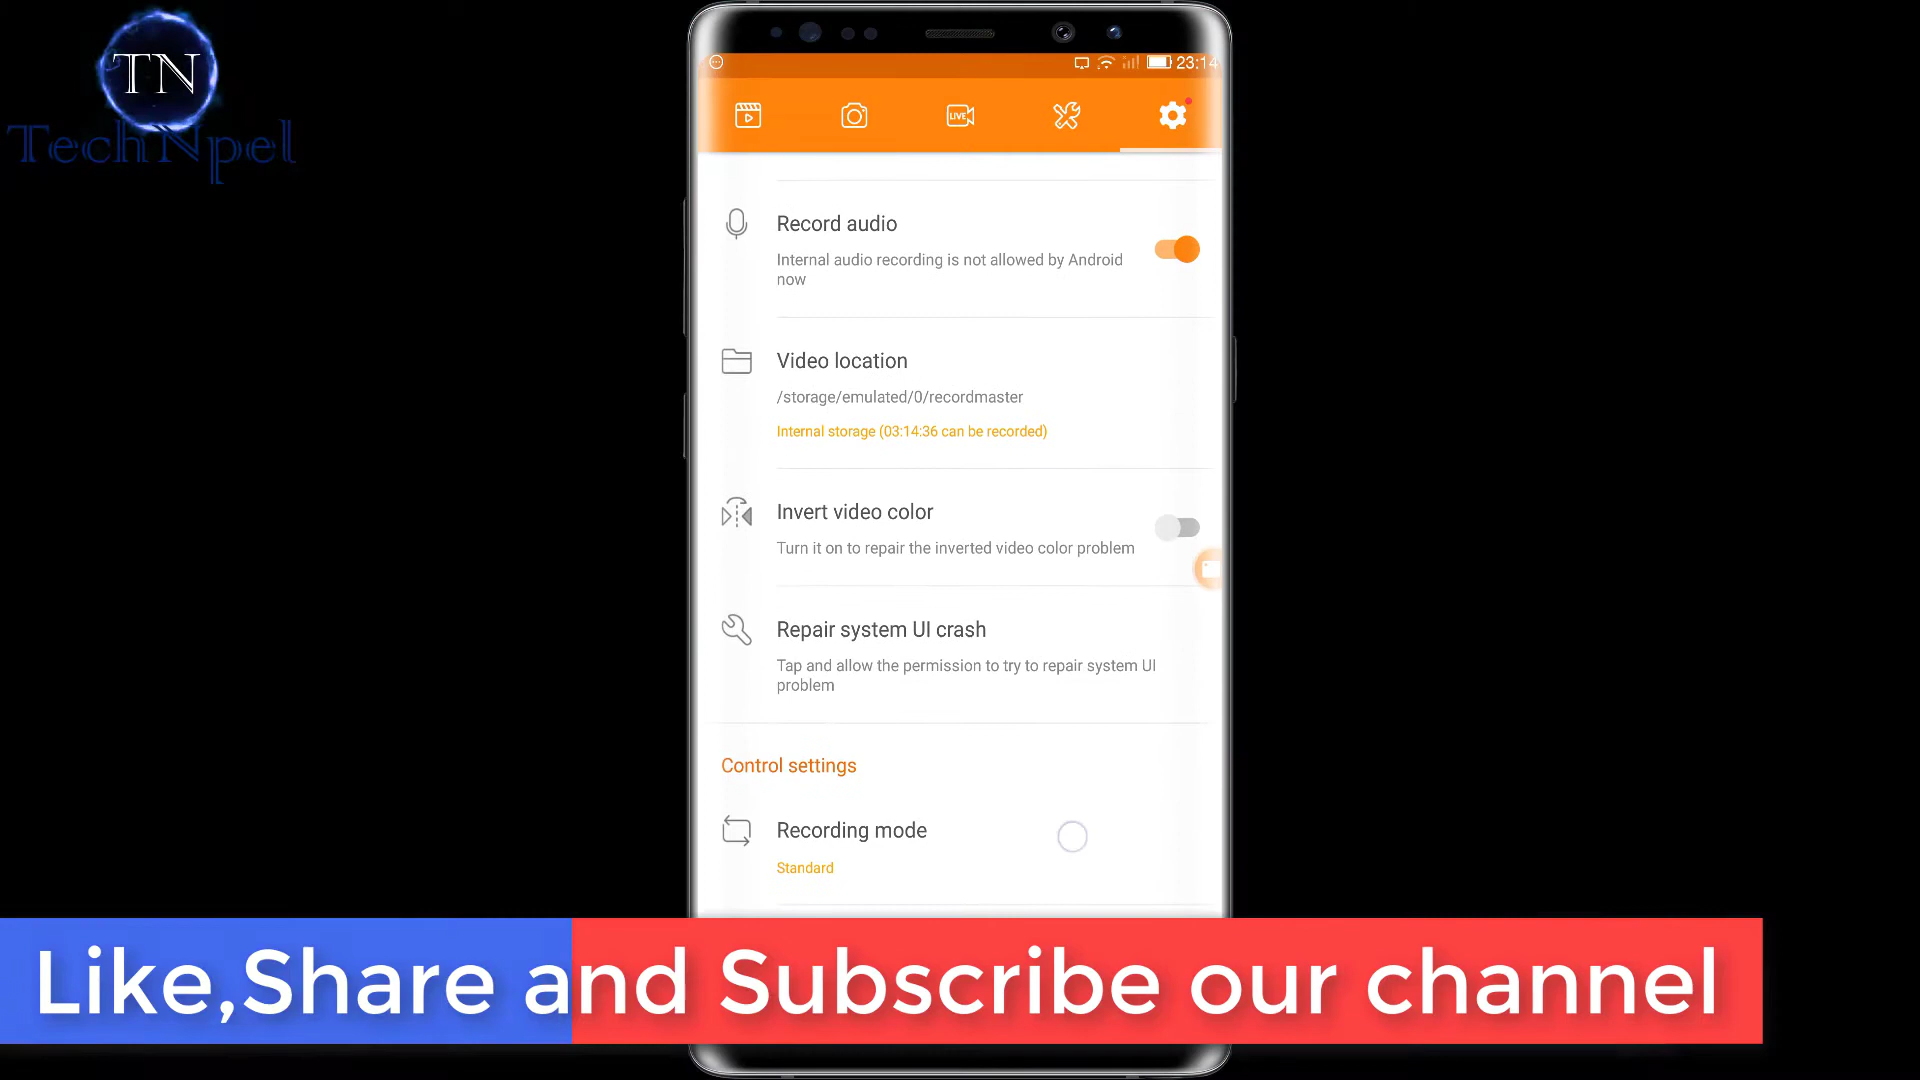 TN
TechNpel
23:14
LIVE
Record audio
Internal audio recording is not allowed by Android
now
Video location
/storage/emulated/0/recordmaster
Internal storage (03:14:36 can be recorded)
Invert video color
Turn it on to repair the inverted video color problem
Repair system UI crash
Tap and allow the permission to try to repair system UI
problem
Control settings
Recording mode
Standard
Like,Share and Subscribe our channel